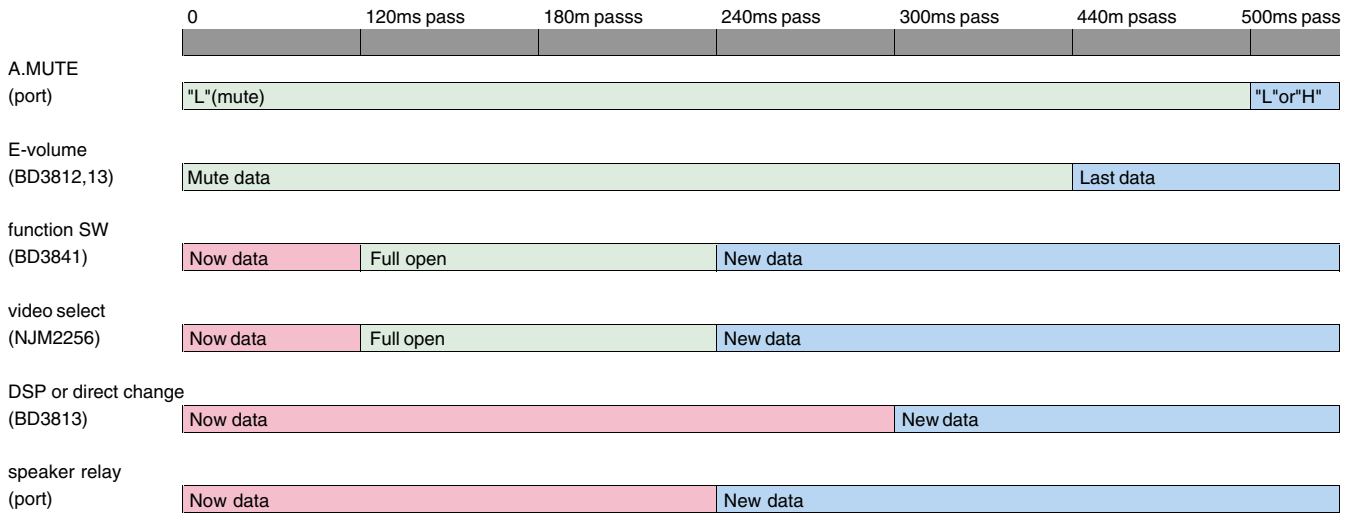 0 120ms pass 180m passs 240ms pass 300ms pass 440m psass 500ms pass
A.MUTE
(port) "L"(mute) "L"or"H"
E-volume
(BD3812,13) Mute data Last data
function SW
(BD3841) Now data Full open New data
video select
(NJM2256) Now data Full open New data
DSP or direct change
(BD3813) Now data New data
speaker relay
(port) Now data New data